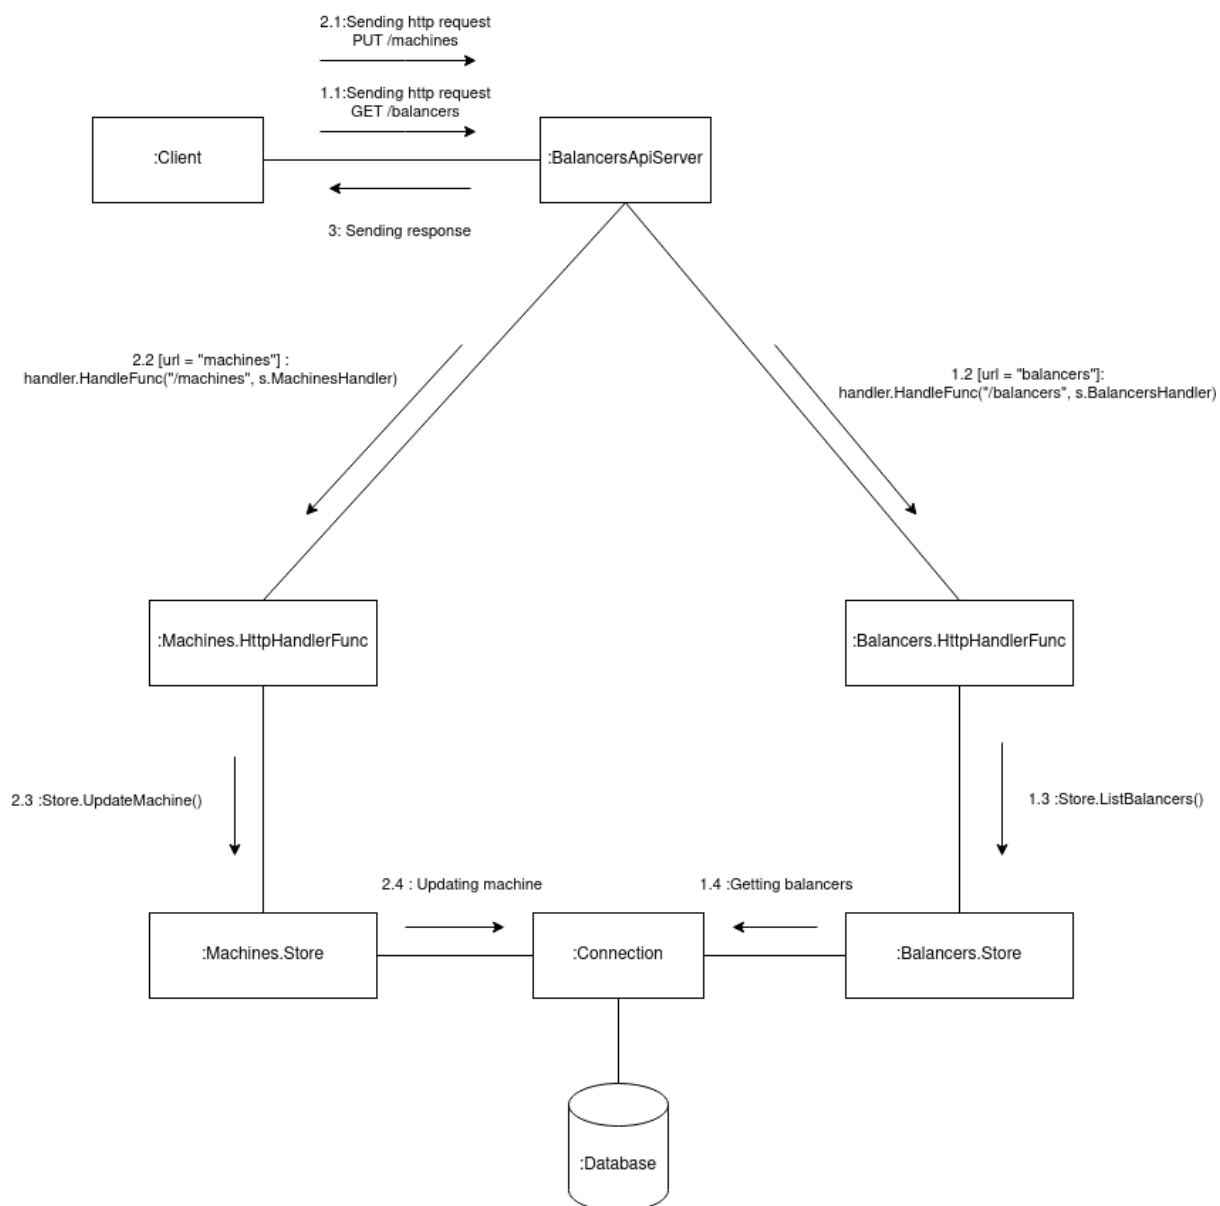 2.1:Sending http request
PUT /machines
1.1:Sending http request
GET /balancers
:Client
:BalancersApiServer
3: Sending response
2.2 [url = "machines"] :
handler.HandleFunc("/machines", s.MachinesHandler)
1.2 [url = "balancers"]:
handler.HandleFunc("/balancers", s.BalancersHandler)
:Machines.HttpHandlerFunc
:Balancers.HttpHandlerFunc
2.3 :Store.UpdateMachine()
1.3 :Store.ListBalancers()
2.4 : Updating machine
1.4 :Getting balancers
:Machines.Store
:Connection
:Balancers.Store
:Database